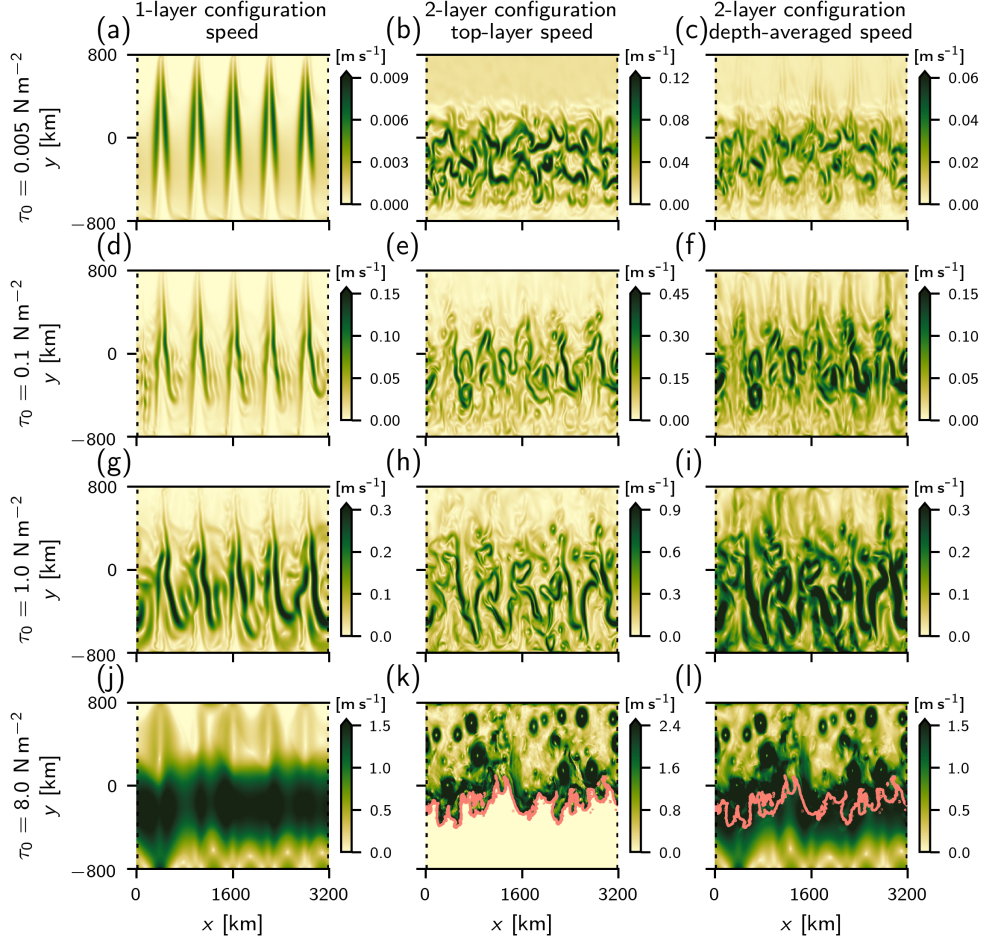 1-layer configuration
speed
2-layer configuration
top-layer speed
2-layer configuration
depth-averaged speed
(a)
(b)
(c)
τ₀ = 0.005 N m⁻²
y [km]
800
0
−800
[m s⁻¹]
0.009
0.006
0.003
0.000
[m s⁻¹]
0.12
0.08
0.04
0.00
[m s⁻¹]
0.06
0.04
0.02
0.00
(d)
(e)
(f)
τ₀ = 0.1 N m⁻²
y [km]
800
0
−800
[m s⁻¹]
0.15
0.10
0.05
0.00
[m s⁻¹]
0.45
0.30
0.15
0.00
[m s⁻¹]
0.15
0.10
0.05
0.00
(g)
(h)
(i)
τ₀ = 1.0 N m⁻²
y [km]
800
0
−800
[m s⁻¹]
0.3
0.2
0.1
0.0
[m s⁻¹]
0.9
0.6
0.3
0.0
[m s⁻¹]
0.3
0.2
0.1
0.0
(j)
(k)
(l)
τ₀ = 8.0 N m⁻²
y [km]
800
0
−800
[m s⁻¹]
1.5
1.0
0.5
0.0
[m s⁻¹]
2.4
1.6
1.2
0.0
[m s⁻¹]
1.5
1.0
0.5
0.0
0 1600 3200
0 1600 3200
0 1600 3200
x [km]
x [km]
x [km]